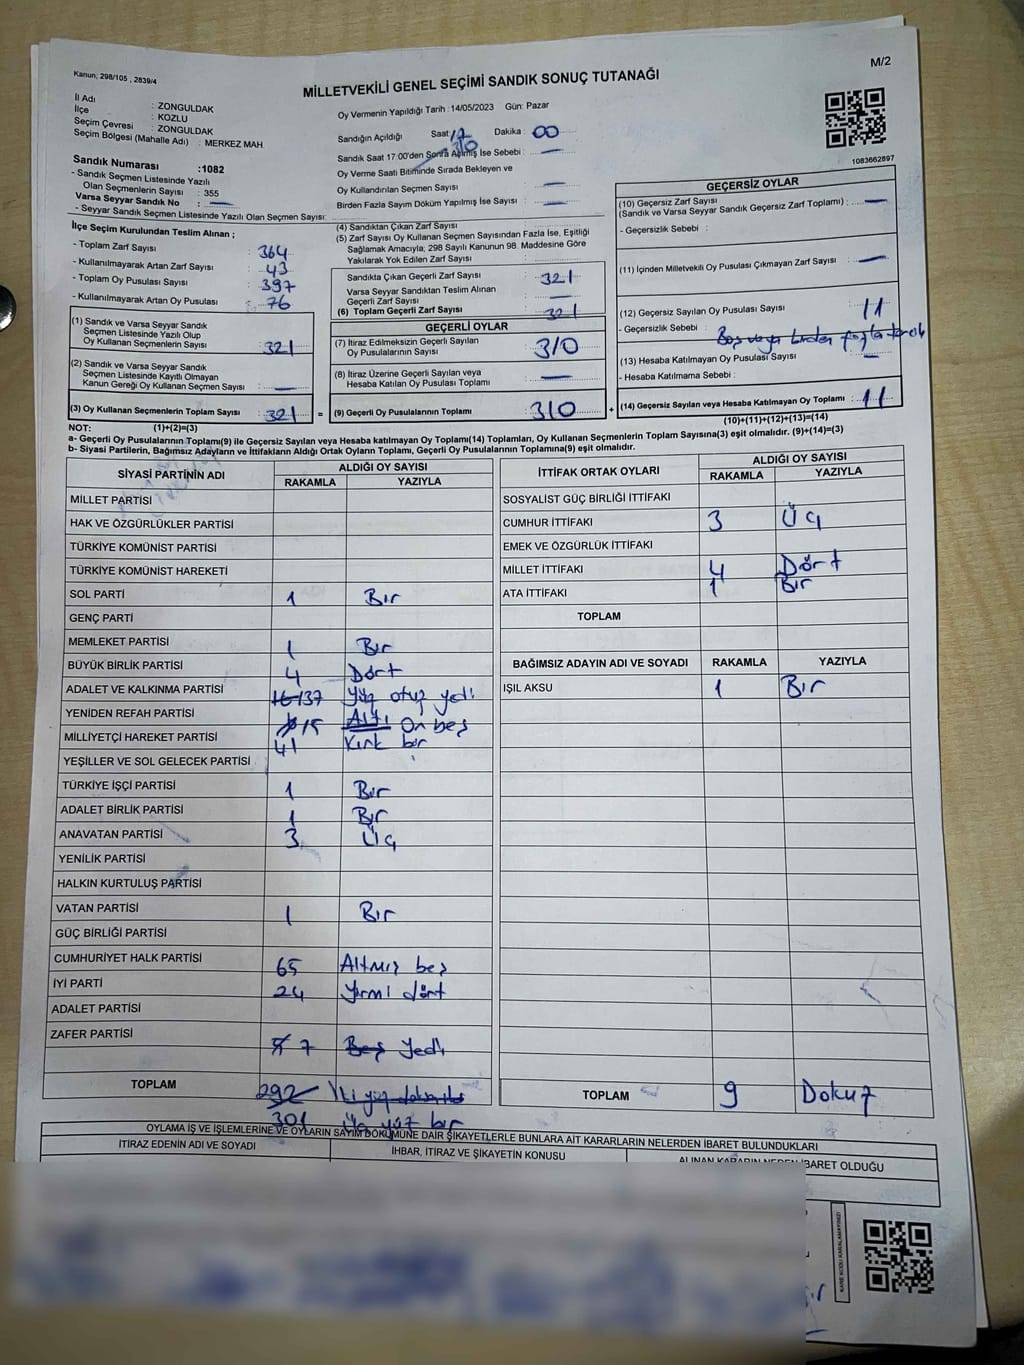 Kanun; 298/105 , 2839/4
M/2
MİLLETVEKİLİ GENEL SEÇİMİ SANDIK SONUÇ TUTANAĞI
İl Adı : ZONGULDAK
İlçe : KOZLU
Seçim Çevresi : ZONGULDAK
Seçim Bölgesi (Mahalle Adı) : MERKEZ MAH
Sandık Numarası :1082
- Sandık Seçmen Listesinde Yazılı
Olan Seçmenlerin Sayısı : 355
Varsa Seyyar Sandık No : —
- Seyyar Sandık Seçmen Listesinde Yazılı Olan Seçmen Sayısı:
Oy Vermenin Yapıldığı Tarih :14/05/2023 Gün: Pazar
Sandığın Açıldığı Saat 17 Dakika : 00
Sandık Saat 17:00'den Sonra Açılmış İse Sebebi : —
Oy Verme Saati Bitiminde Sırada Bekleyen ve
Oy Kullandırılan Seçmen Sayısı : —
Birden Fazla Sayım Döküm Yapılmış İse Sayısı : —
1083662897
İlçe Seçim Kurulundan Teslim Alınan ;
- Toplam Zarf Sayısı : 364
- Kullanılmayarak Artan Zarf Sayısı : 43
- Toplam Oy Pusulası Sayısı : 397
- Kullanılmayarak Artan Oy Pusulası : 76
(1) Sandık ve Varsa Seyyar Sandık
Seçmen Listesinde Yazılı Olup
Oy Kullanan Seçmenlerin Sayısı : 321
(2) Sandık ve Varsa Seyyar Sandık
Seçmen Listesinde Kayıtlı Olmayan
Kanun Gereği Oy Kullanan Seçmen Sayısı : —
(3) Oy Kullanan Seçmenlerin Toplam Sayısı : 321 =
(1)+(2)=(3)
(4) Sandıktan Çıkan Zarf Sayısı :
(5) Zarf Sayısı Oy Kullanan Seçmen Sayısından Fazla İse, Eşitliği
Sağlamak Amacıyla; 298 Sayılı Kanunun 98. Maddesine Göre
Yakılarak Yok Edilen Zarf Sayısı :
Sandıkta Çıkan Geçerli Zarf Sayısı : 321
Varsa Seyyar Sandıktan Teslim Alınan
Geçerli Zarf Sayısı : —
(6) Toplam Geçerli Zarf Sayısı : 321
GEÇERLİ OYLAR
(7) İtiraz Edilmeksizin Geçerli Sayılan
Oy Pusulalarının Sayısı : 310
(8) İtiraz Üzerine Geçerli Sayılan veya
Hesaba Katılan Oy Pusulası Toplamı : —
(9) Geçerli Oy Pusulalarının Toplamı : 310 +
GEÇERSİZ OYLAR
(10) Geçersiz Zarf Sayısı
(Sandık ve Varsa Seyyar Sandık Geçersiz Zarf Toplamı) : —
- Geçersizlik Sebebi :
(11) İçinden Milletvekili Oy Pusulası Çıkmayan Zarf Sayısı : —
(12) Geçersiz Sayılan Oy Pusulası Sayısı : 11
- Geçersizlik Sebebi : Boş veya birden fazla tercih
(13) Hesaba Katılmayan Oy Pusulası Sayısı : —
- Hesaba Katılmama Sebebi :
(14) Geçersiz Sayılan veya Hesaba Katılmayan Oy Toplamı : 11
(10)+(11)+(12)+(13)=(14)
NOT:
a- Geçerli Oy Pusulalarının Toplamı(9) ile Geçersiz Sayılan veya Hesaba katılmayan Oy Toplamı(14) Toplamları, Oy Kullanan Seçmenlerin Toplam Sayısına(3) eşit olmalıdır. (9)+(14)=(3)
b- Siyasi Partilerin, Bağımsız Adayların ve İttifakların Aldığı Ortak Oyların Toplamı, Geçerli Oy Pusulalarının Toplamına(9) eşit olmalıdır.
SİYASİ PARTİNİN ADI ALDIĞI OY SAYISI
RAKAMLA YAZIYLA
MİLLET PARTİSİ
HAK VE ÖZGÜRLÜKLER PARTİSİ
TÜRKİYE KOMÜNİST PARTİSİ
TÜRKİYE KOMÜNİST HAREKETİ
SOL PARTİ 1 Bir
GENÇ PARTİ
MEMLEKET PARTİSİ 1 Bir
BÜYÜK BİRLİK PARTİSİ 4 Dört
ADALET VE KALKINMA PARTİSİ 137 Yüz otuz yedi
YENİDEN REFAH PARTİSİ 15 Altı On beş
MİLLİYETÇİ HAREKET PARTİSİ 41 Kırk bir
YEŞİLLER VE SOL GELECEK PARTİSİ
TÜRKİYE İŞÇİ PARTİSİ 1 Bir
ADALET BİRLİK PARTİSİ 1 Bir
ANAVATAN PARTİSİ 3 Üç
YENİLİK PARTİSİ
HALKIN KURTULUŞ PARTİSİ
VATAN PARTİSİ 1 Bir
GÜÇ BİRLİĞİ PARTİSİ
CUMHURİYET HALK PARTİSİ 65 Altmış beş
İYİ PARTİ 24 Yirmi dört
ADALET PARTİSİ
ZAFER PARTİSİ 5 7 Beş Yedi
TOPLAM 292 İki yüz doksan iki
301 Üç yüz bir
İTTİFAK ORTAK OYLARI ALDIĞI OY SAYISI
RAKAMLA YAZIYLA
SOSYALİST GÜÇ BİRLİĞİ İTTİFAKI
CUMHUR İTTİFAKI 3 Üç
EMEK VE ÖZGÜRLÜK İTTİFAKI
MİLLET İTTİFAKI 4 Dört
ATA İTTİFAKI 1 Bir
TOPLAM
BAĞIMSIZ ADAYIN ADI VE SOYADI RAKAMLA YAZIYLA
IŞIL AKSU 1 Bir
TOPLAM 9 Dokuz
OYLAMA İŞ VE İŞLEMLERİNE VE OYLARIN SAYIM DÖKÜMÜNE DAİR ŞİKAYETLERLE BUNLARA AİT KARARLARIN NELERDEN İBARET BULUNDUKLARI
İTİRAZ EDENİN ADI VE SOYADI İHBAR, İTİRAZ VE ŞİKAYETİN KONUSU ALINAN KARARIN NEDEN İBARET OLDUĞU
KARE KODU KARALAMAYINIZ!